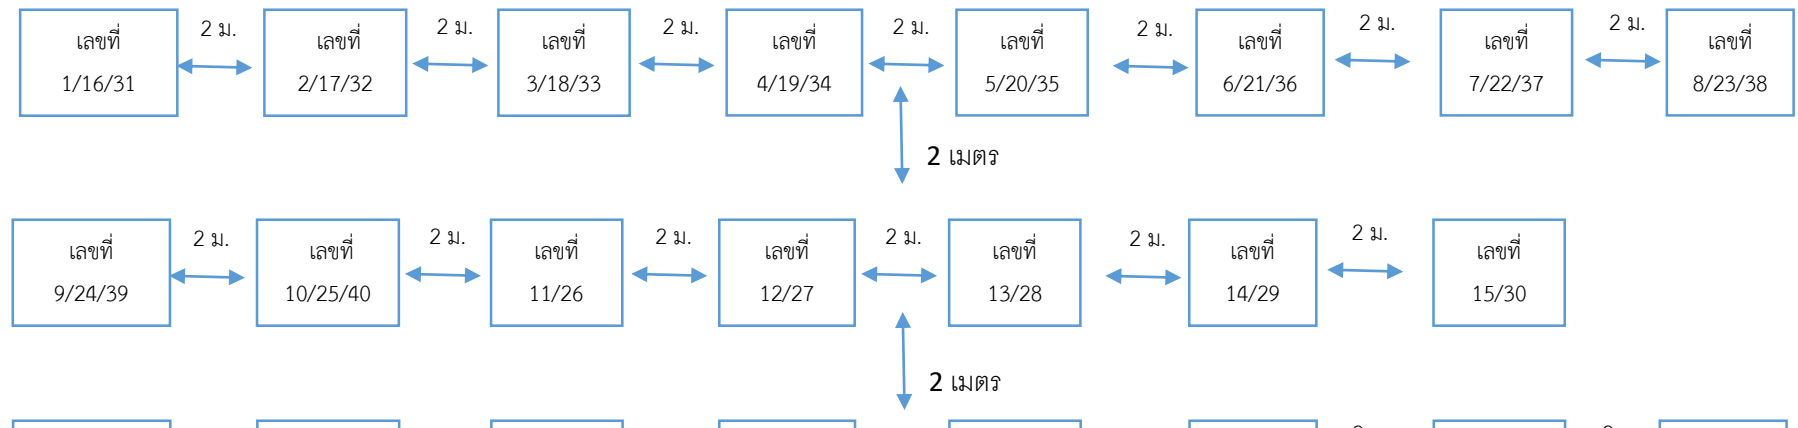 เลขที่ 2 ม. เลขที่ 2 ม. เลขที่ 2 ม. เลขที่ 2 ม. เลขที่ 2 ม. เลขที่ 2 ม. เลขที่ 2 ม. เลขที่
1/16/31 2/17/32 3/18/33 4/19/34 5/20/35 6/21/36 7/22/37 8/23/38
2 เมตร
เลขที่ 2 ม. เลขที่ 2 ม. เลขที่ 2 ม. เลขที่ 2 ม. เลขที่ 2 ม. เลขที่ 2 ม. เลขที่
9/24/39 10/25/40 11/26 12/27 13/28 14/29 15/30
2 เมตร